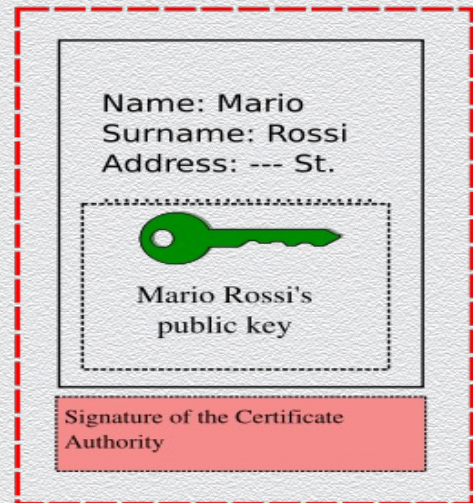 Name: Mario
Surname: Rossi
Address: --- St.
Mario Rossi's
public key
Signature of the Certificate
Authority